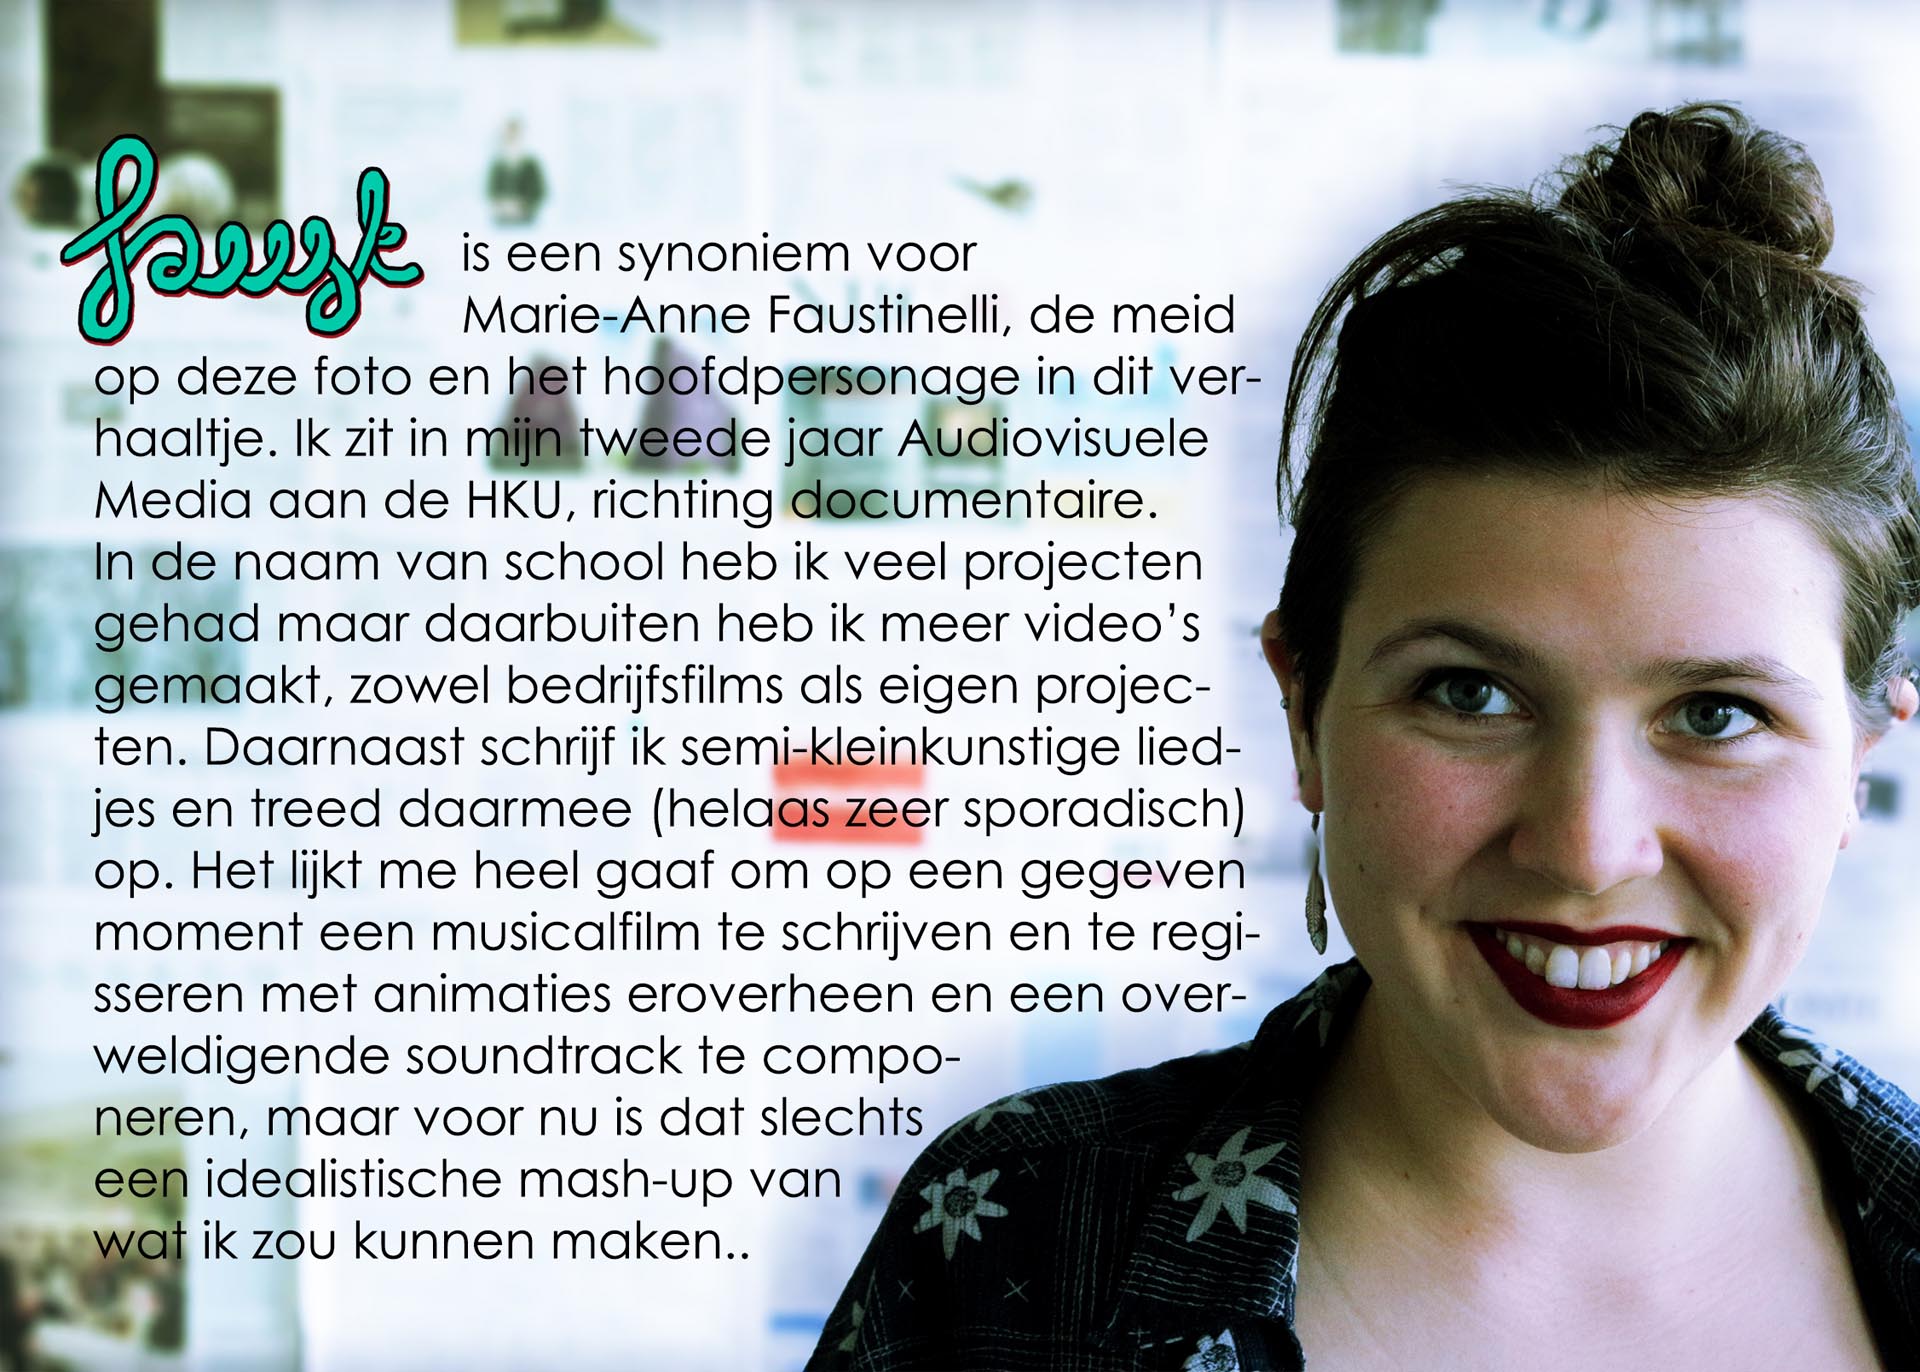 is een synoniem voor
Marie-Anne Faustinelli, de meid
op deze foto en het hoofdpersonage in dit ver-
haaltje. Ik zit in mijn tweede jaar Audiovisuele
Media aan de HKU, richting documentaire.
In de naam van school heb ik veel projecten
gehad maar daarbuiten heb ik meer video’s
gemaakt, zowel bedrijfsfilms als eigen projec-
ten. Daarnaast schrijf ik semi-kleinkunstige lied-
jes en treed daarmee (helaas zeer sporadisch)
op. Het lijkt me heel gaaf om op een gegeven
moment een musicalfilm te schrijven en te regi-
sseren met animaties eroverheen en een over-
weldigende soundtrack te compo-
neren, maar voor nu is dat slechts
een idealistische mash-up van
wat ik zou kunnen maken..